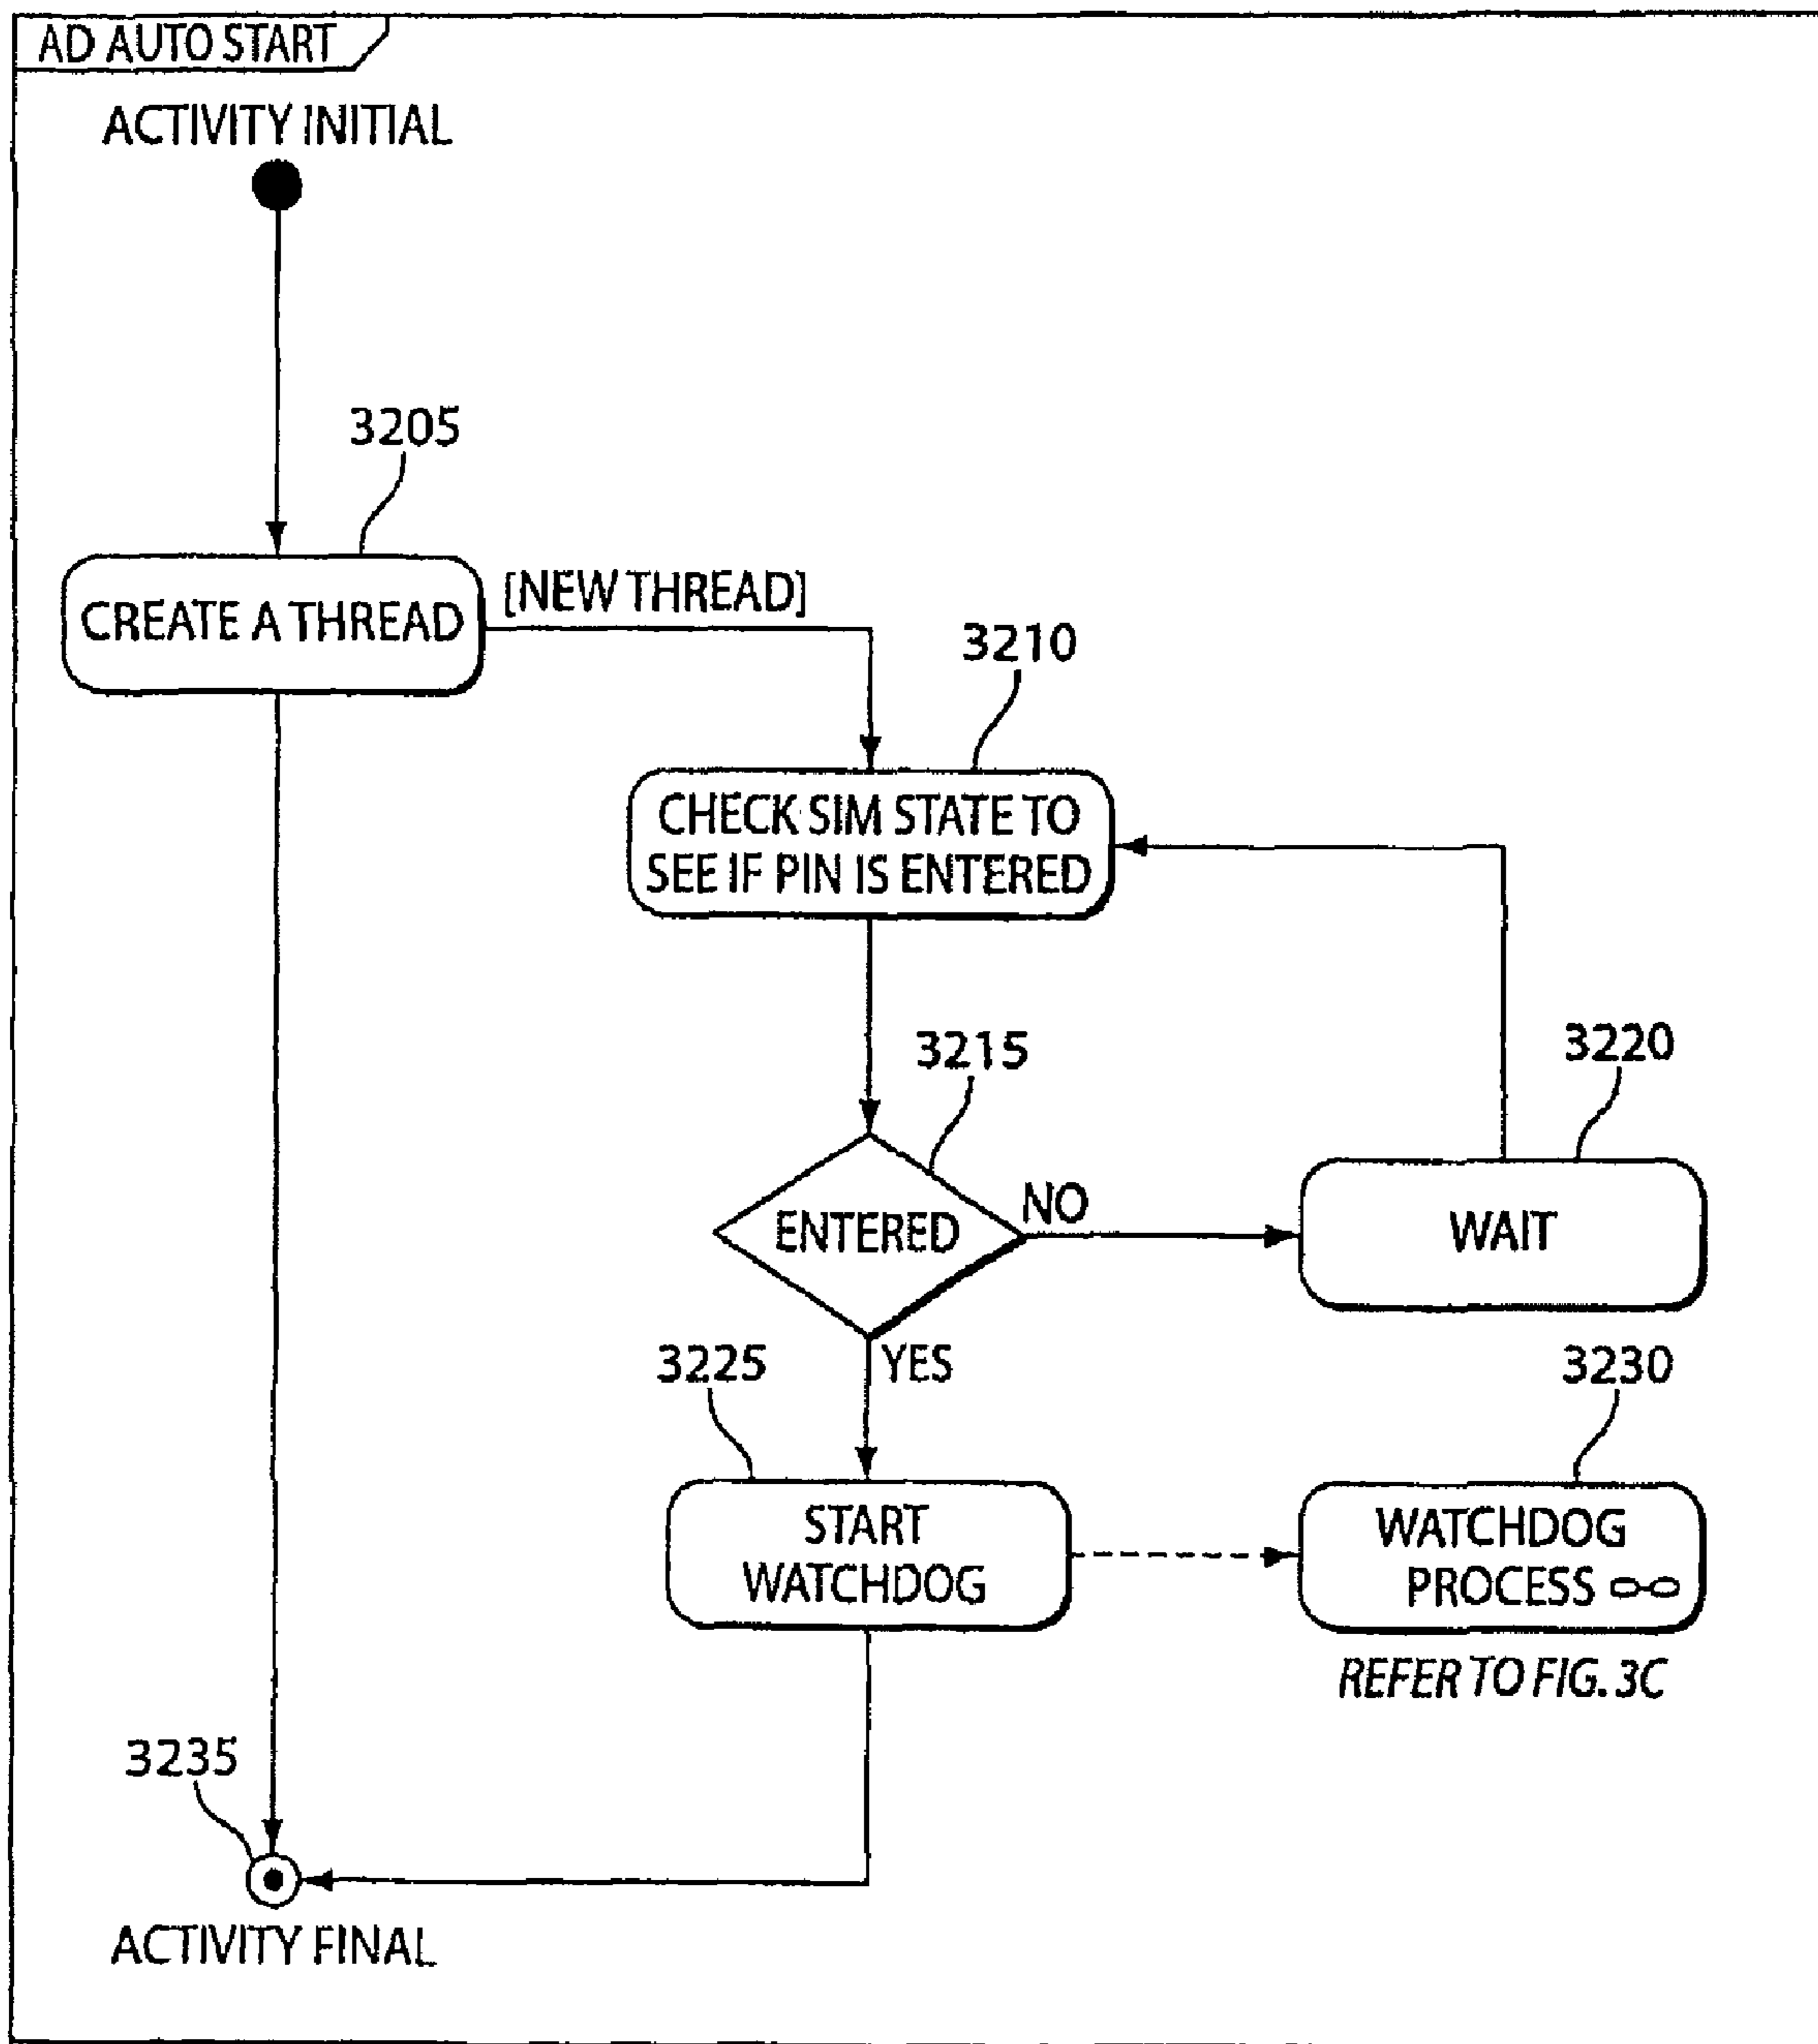 AD AUTO START
ACTIVITY INITIAL
3205
CREATE A THREAD
[NEW THREAD]
3210
CHECK SIM STATE TO
SEE IF PIN IS ENTERED
3215
3220
ENTERED
NO
WAIT
YES
3225
3230
START
WATCHDOG
WATCHDOG
PROCESS
REFER TO FIG. 3C
3235
ACTIVITY FINAL